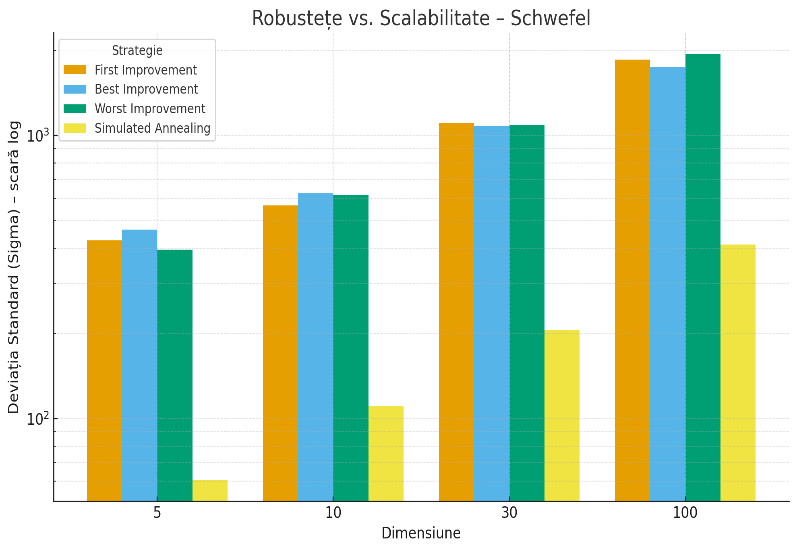 Robustețe vs. Scalabilitate – Schwefel
Strategie
First Improvement
Best Improvement
Worst Improvement
Simulated Annealing
Deviația Standard (Sigma) – scară log
10³
10²
5 10 30 100
Dimensiune